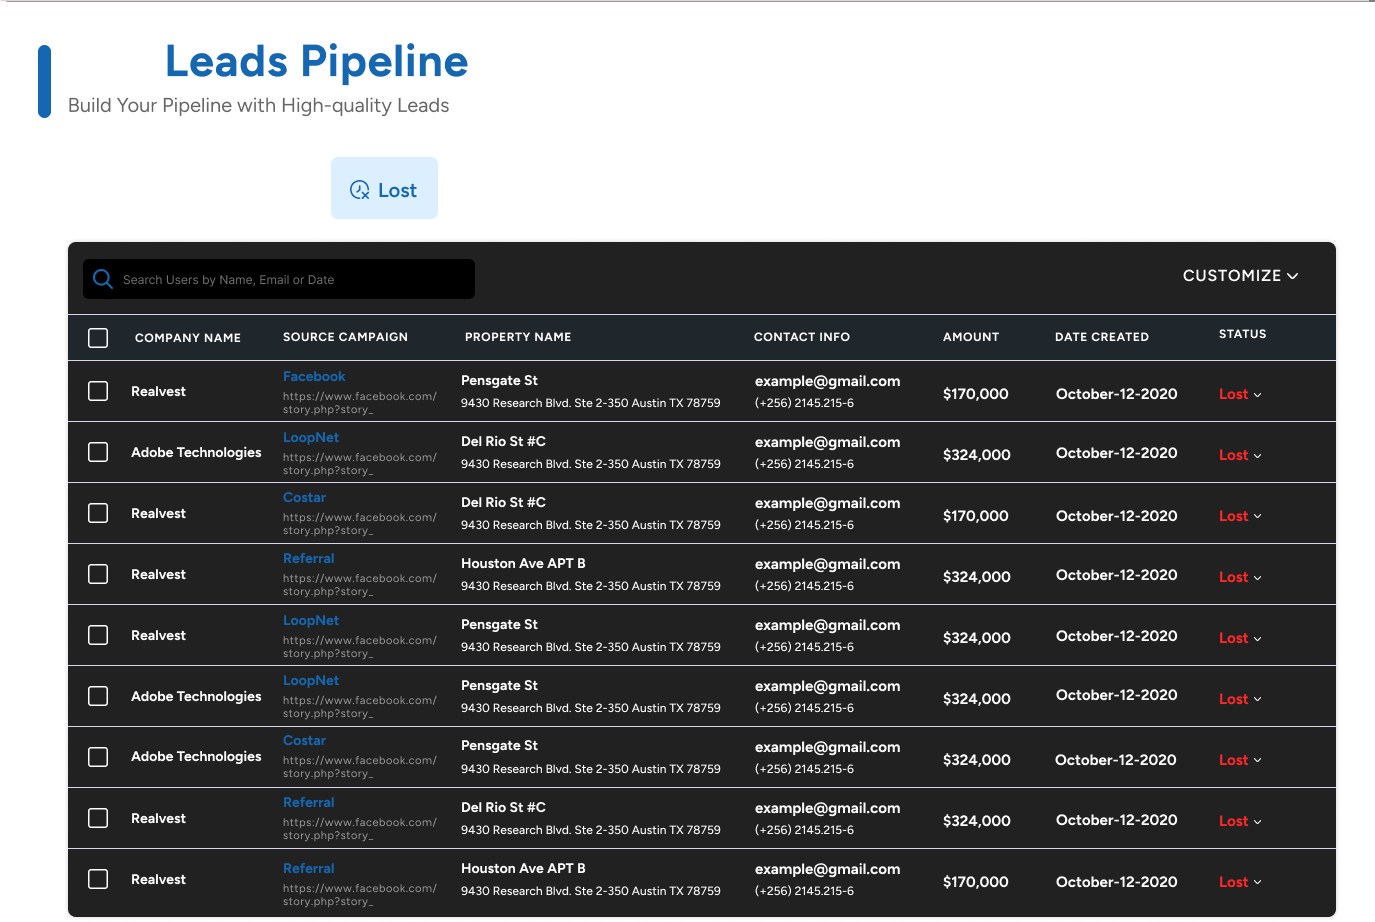 Leads Pipeline
Build Your Pipeline with High-quality Leads
Lost
Search Users by Name, Email or Date
CUSTOMIZE
COMPANY NAME SOURCE CAMPAIGN PROPERTY NAME CONTACT INFO AMOUNT DATE CREATED STATUS
Realvest Facebook Pensgate St example@gmail.com $170,000 October-12-2020 Lost
https://www.facebook.com/ 9430 Research Blvd. Ste 2-350 Austin TX 78759 (+256) 2145.215-6
story.php?story_
Adobe Technologies LoopNet Del Rio St #C example@gmail.com $324,000 October-12-2020 Lost
https://www.facebook.com/ 9430 Research Blvd. Ste 2-350 Austin TX 78759 (+256) 2145.215-6
story.php?story_
Realvest Costar Del Rio St #C example@gmail.com $170,000 October-12-2020 Lost
https://www.facebook.com/ 9430 Research Blvd. Ste 2-350 Austin TX 78759 (+256) 2145.215-6
story.php?story_
Realvest Referral Houston Ave APT B example@gmail.com $324,000 October-12-2020 Lost
https://www.facebook.com/ 9430 Research Blvd. Ste 2-350 Austin TX 78759 (+256) 2145.215-6
story.php?story_
Realvest LoopNet Pensgate St example@gmail.com $324,000 October-12-2020 Lost
https://www.facebook.com/ 9430 Research Blvd. Ste 2-350 Austin TX 78759 (+256) 2145.215-6
story.php?story_
Adobe Technologies LoopNet Pensgate St example@gmail.com $324,000 October-12-2020 Lost
https://www.facebook.com/ 9430 Research Blvd. Ste 2-350 Austin TX 78759 (+256) 2145.215-6
story.php?story_
Adobe Technologies Costar Pensgate St example@gmail.com $324,000 October-12-2020 Lost
https://www.facebook.com/ 9430 Research Blvd. Ste 2-350 Austin TX 78759 (+256) 2145.215-6
story.php?story_
Realvest Referral Del Rio St #C example@gmail.com $324,000 October-12-2020 Lost
https://www.facebook.com/ 9430 Research Blvd. Ste 2-350 Austin TX 78759 (+256) 2145.215-6
story.php?story_
Realvest Referral Houston Ave APT B example@gmail.com $170,000 October-12-2020 Lost
https://www.facebook.com/ 9430 Research Blvd. Ste 2-350 Austin TX 78759 (+256) 2145.215-6
story.php?story_